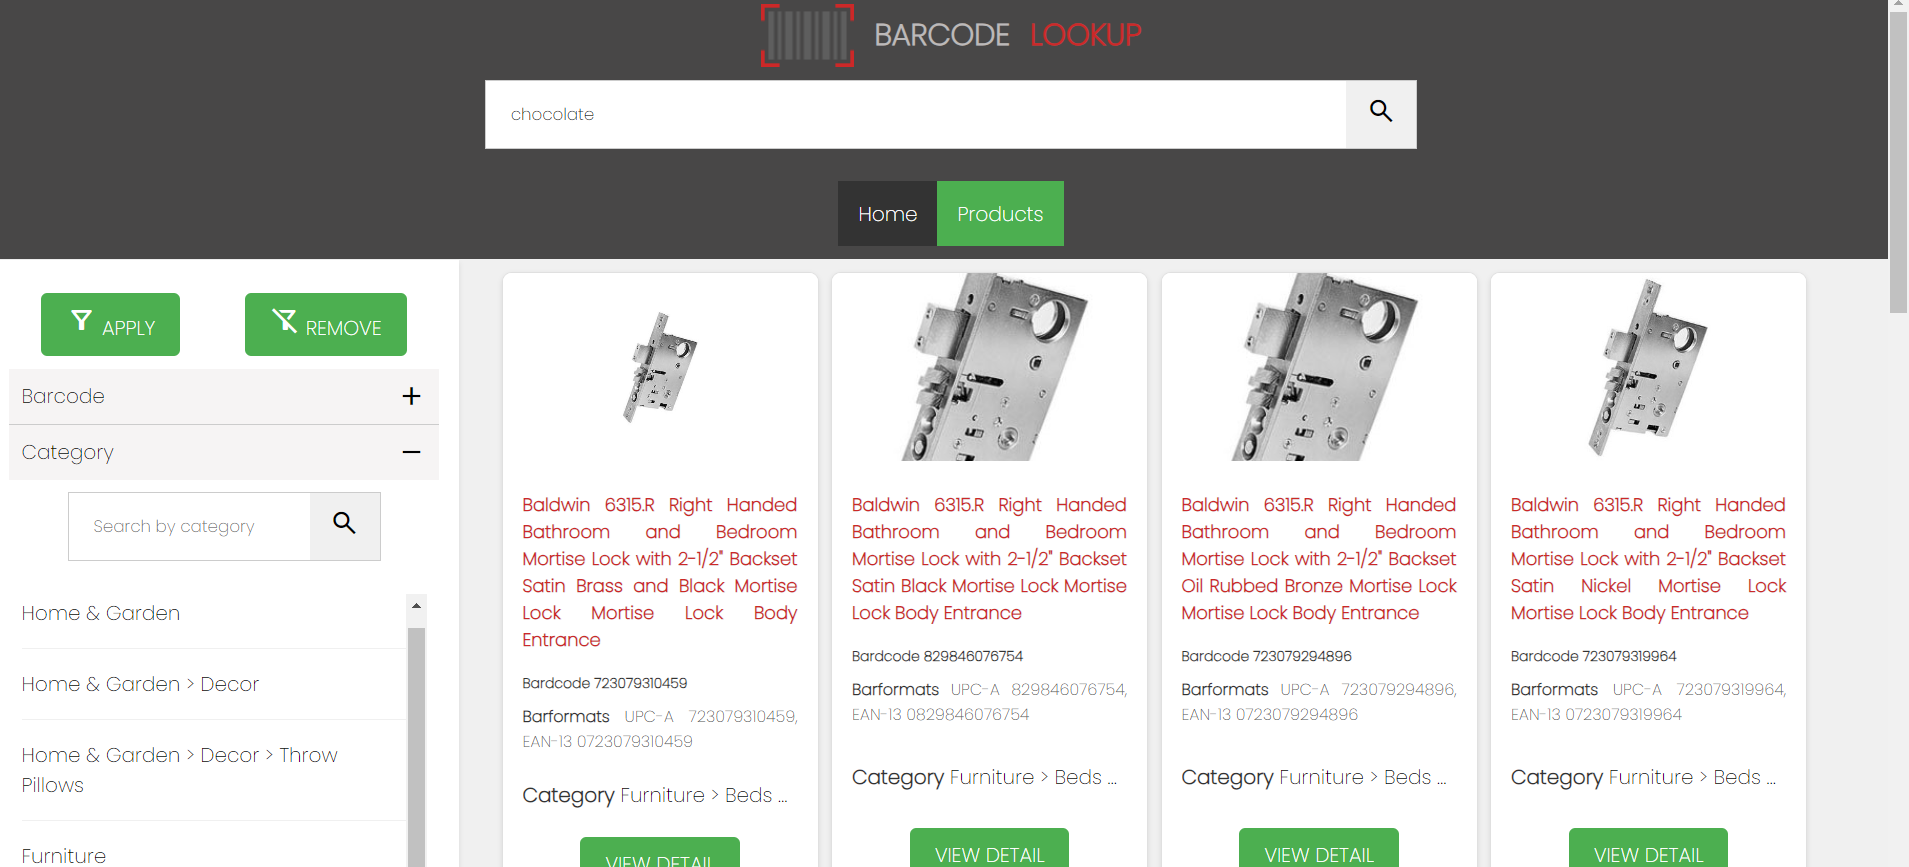 BARCODE LOOKUP
chocolate
Home
Products
APPLY
REMOVE
Barcode
Category
Search by category
Home & Garden
Home & Garden > Decor
Home & Garden > Decor > Throw
Pillows
Furniture
Baldwin 6315.R Right Handed
Bathroom and Bedroom
Mortise Lock with 2-1/2" Backset
Satin Brass and Black Mortise
Lock Mortise Lock Body
Entrance
Bardcode 723079310459
Barformats UPC-A 723079310459,
EAN-13 0723079310459
Category Furniture > Beds ...
VIEW DETAIL
Baldwin 6315.R Right Handed
Bathroom and Bedroom
Mortise Lock with 2-1/2" Backset
Satin Black Mortise Lock Mortise
Lock Body Entrance
Bardcode 829846076754
Barformats UPC-A 829846076754,
EAN-13 0829846076754
Category Furniture > Beds ...
VIEW DETAIL
Baldwin 6315.R Right Handed
Bathroom and Bedroom
Mortise Lock with 2-1/2" Backset
Oil Rubbed Bronze Mortise Lock
Mortise Lock Body Entrance
Bardcode 723079294896
Barformats UPC-A 723079294896,
EAN-13 0723079294896
Category Furniture > Beds ...
VIEW DETAIL
Baldwin 6315.R Right Handed
Bathroom and Bedroom
Mortise Lock with 2-1/2" Backset
Satin Nickel Mortise Lock
Mortise Lock Body Entrance
Bardcode 723079319964
Barformats UPC-A 723079319964,
EAN-13 0723079319964
Category Furniture > Beds ...
VIEW DETAIL